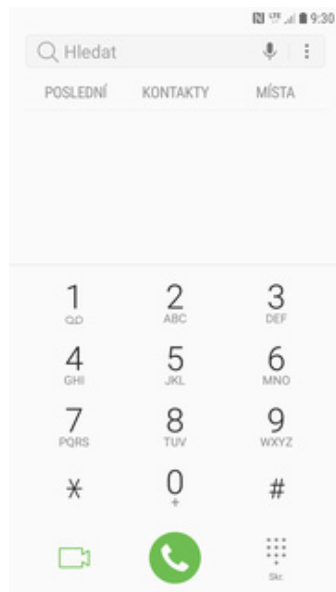 LTE 9:30
Hledat
POSLEDNÍ KONTAKTY MÍSTA
1 2 3
ABC DEF
4 5 6
GHI JKL MNO
7 8 9
PQRS TUV WXYZ
* 0 #
+
Skr.